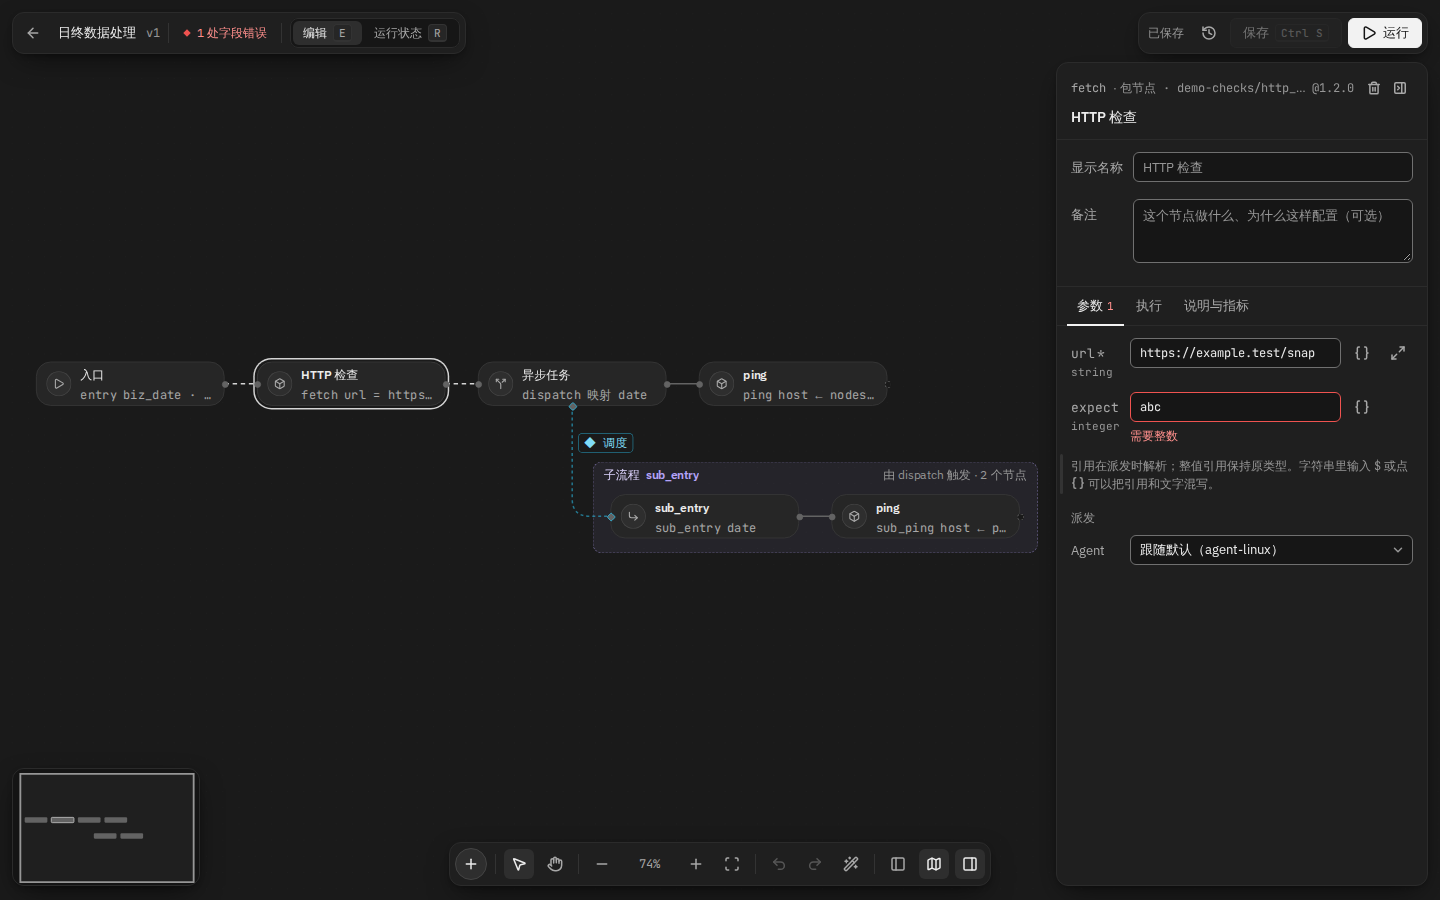 日终数据处理 v1 1 处字段错误 编辑 E 运行状态 R
已保存 保存 Ctrl S 运行
fetch · 包节点 · demo-checks/http_… @1.2.0
HTTP 检查
显示名称 HTTP 检查
备注 这个节点做什么、为什么这样配置（可选）
参数 1 执行 说明与指标
url* https://example.test/snap { }
string
expect abc { }
integer 需要整数
引用在派发时解析；整值引用保持原类型。字符串里输入 $ 或点
{ } 可以把引用和文字混写。
派发
Agent 跟随默认（agent-linux）
入口
entry biz_date · …
HTTP 检查
fetch url = https…
异步任务
dispatch 映射 date
ping
ping host ← nodes…
调度
子流程 sub_entry 由 dispatch 触发 · 2 个节点
sub_entry
sub_entry date
ping
sub_ping host ← p…
74%